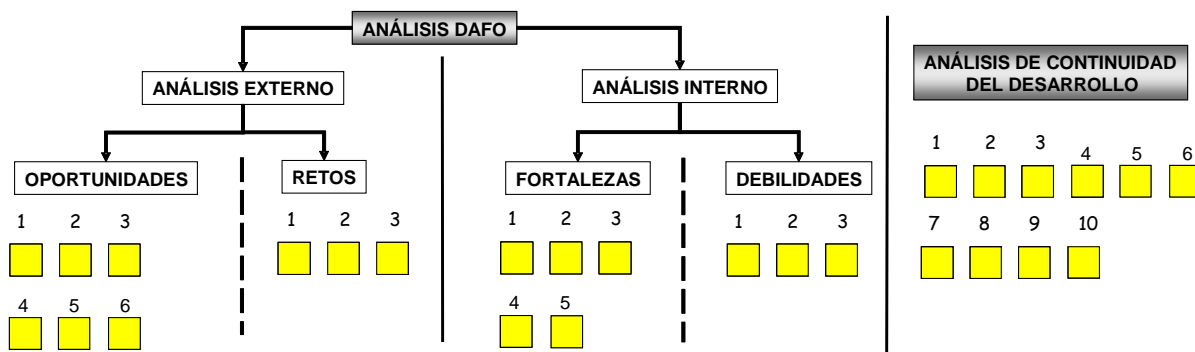 ANÁLISIS DAFO
ANÁLISIS EXTERNO
ANÁLISIS INTERNO
OPORTUNIDADES
RETOS
FORTALEZAS
DEBILIDADES
1 2 3
4 5 6
1 2 3
1 2 3
4 5
1 2 3
ANÁLISIS DE CONTINUIDAD
DEL DESARROLLO
1 2 3 4 5 6
7 8 9 10